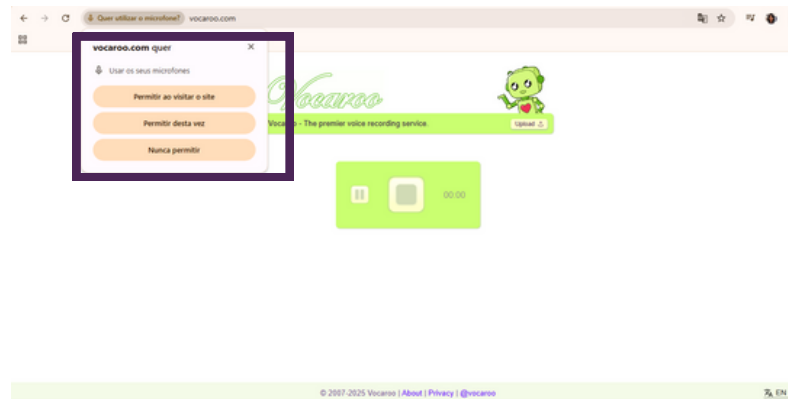 Quer utilizar o microfone? vocaroo.com
vocaroo.com quer
Usar os seus microfones
Permitir ao visitar o site
Permitir desta vez
Nunca permitir
Vocaroo
Vocaroo - The premier voice recording service.
Upload
00:00
© 2007-2025 Vocaroo | About | Privacy | @vocaroo
EN